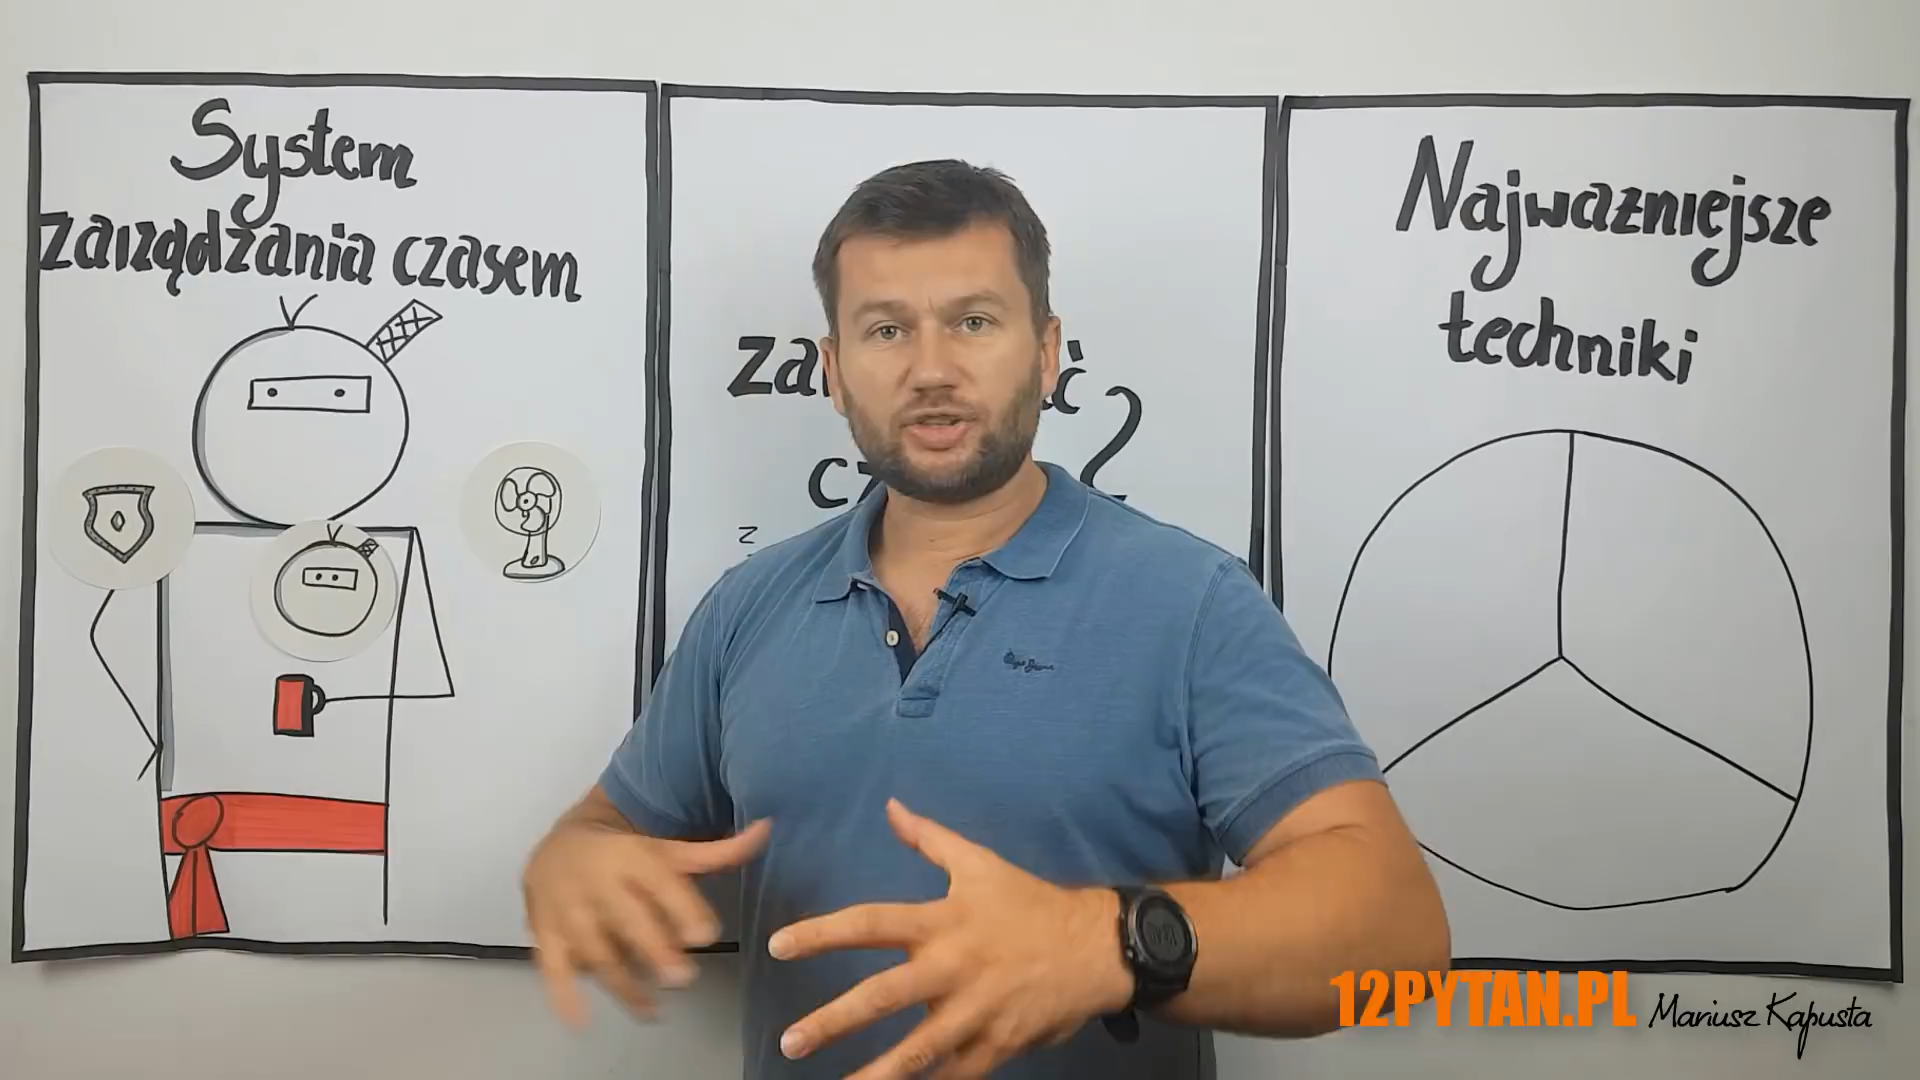 System
zarządzania czasem
Najważniejsze
techniki
12PYTAN.PL Mariusz Kapusta